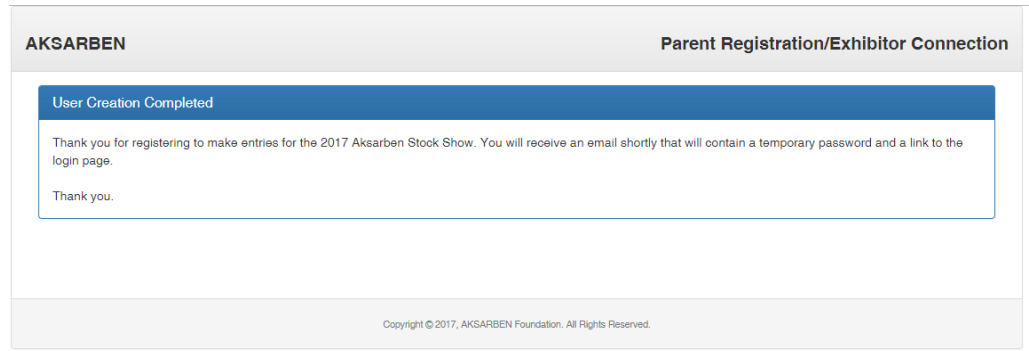 AKSARBEN
Parent Registration/Exhibitor Connection
User Creation Completed
Thank you for registering to make entries for the 2017 Aksarben Stock Show. You will receive an email shortly that will contain a temporary password and a link to the
login page.
Thank you.
Copyright © 2017, AKSARBEN Foundation. All Rights Reserved.